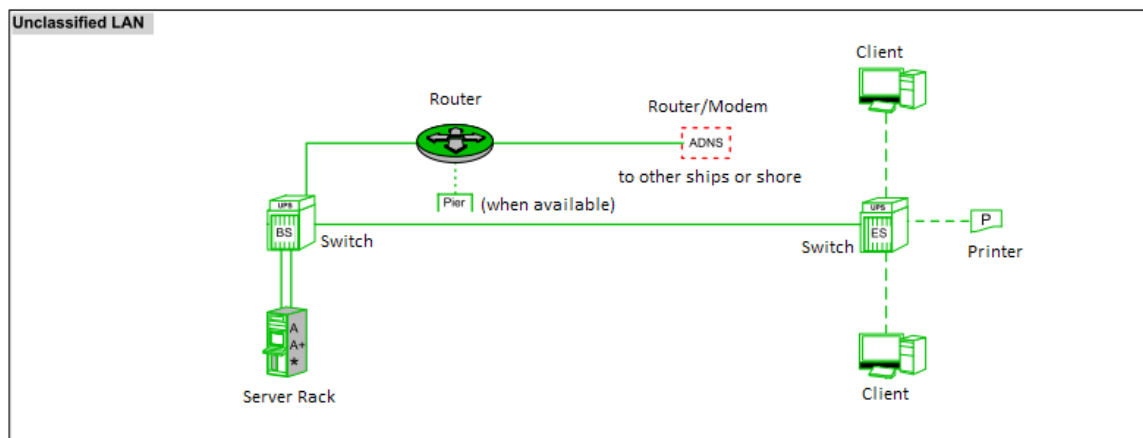 Unclassified LAN
Client
Router
Router/Modem
ADNS
to other ships or shore
Pier (when available)
UPS
BS
Switch
UPS
ES
Switch
P
Printer
A
A+
*
Server Rack
Client